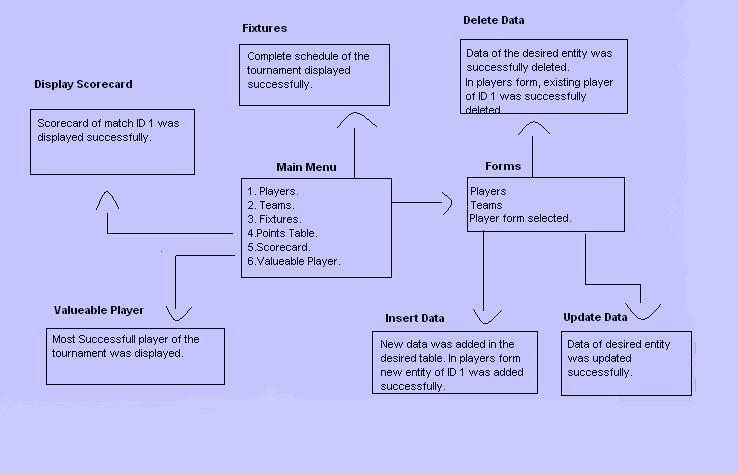 Delete Data
Fixtures
Data of the desired entity was
successfully deleted.
In players form, existing player
of ID 1 was successfully
deleted
Complete schedule of the
tournament displayed
successfully.
Display Scorecard
Scorecard of match ID 1 was
displayed successfully.
Main Menu
1. Players.
2. Teams.
3. Fixtures.
4.Points Table.
5.Scorecard.
6.Valueable Player.
Forms
Players
Teams
Player form selected.
Valueable Player
Most Successfull player of the
tournament was displayed.
Insert Data
New data was added in the
desired table. In players form
new entity of ID 1 was added
successfully.
Update Data
Data of desired entity
was updated
successfully.